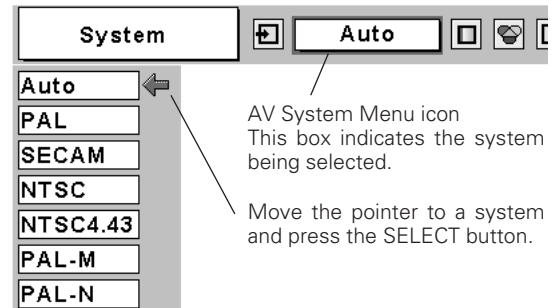 System
Auto
Auto
PAL
SECAM
NTSC
NTSC4.43
PAL-M
PAL-N
AV System Menu icon
This box indicates the system
being selected.
Move the pointer to a system
and press the SELECT button.